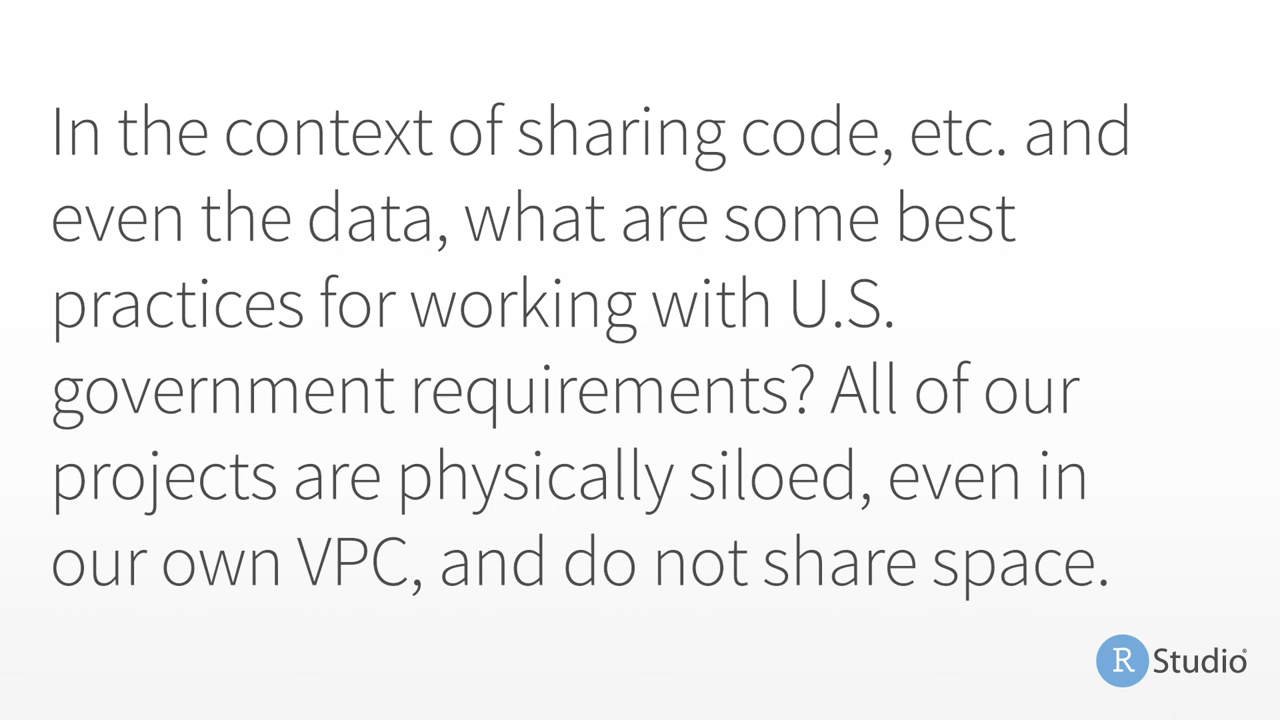 In the context of sharing code, etc. and
even the data, what are some best
practices for working with U.S.
government requirements? All of our
projects are physically siloed, even in
our own VPC, and do not share space.
R Studio®